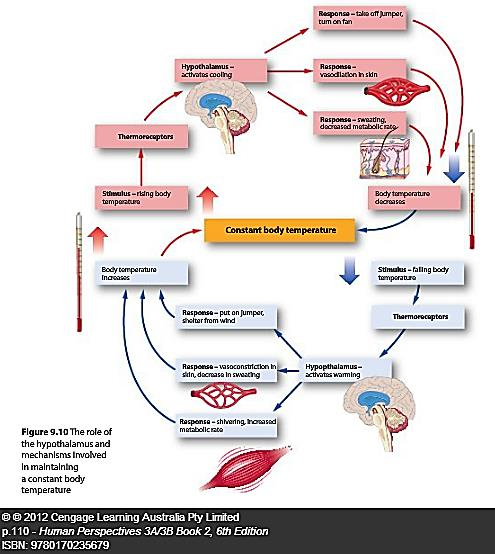 Response – take off jumper,
turn on fan
Hypothalamus –
activates cooling
Response –
vasodilation in skin
Response – sweating,
decreased metabolic rate
Thermoreceptors
Stimulus – rising body
temperature
Body temperature
decreases
Constant body temperature
Body temperature
increases
Stimulus – falling body
temperature
Response – put on jumper,
shelter from wind
Thermoreceptors
Response – vasoconstriction in
skin, decrease in sweating
Hypopthalamus –
activates warming
Response – shivering, increased
metabolic rate
Figure 9.10 The role of
the hypothalamus and
mechanisms involved
in maintaining
a constant body
temperature
© © 2012 Cengage Learning Australia Pty Limited
p.110 - Human Perspectives 3A/3B Book 2, 6th Edition
ISBN: 9780170235679